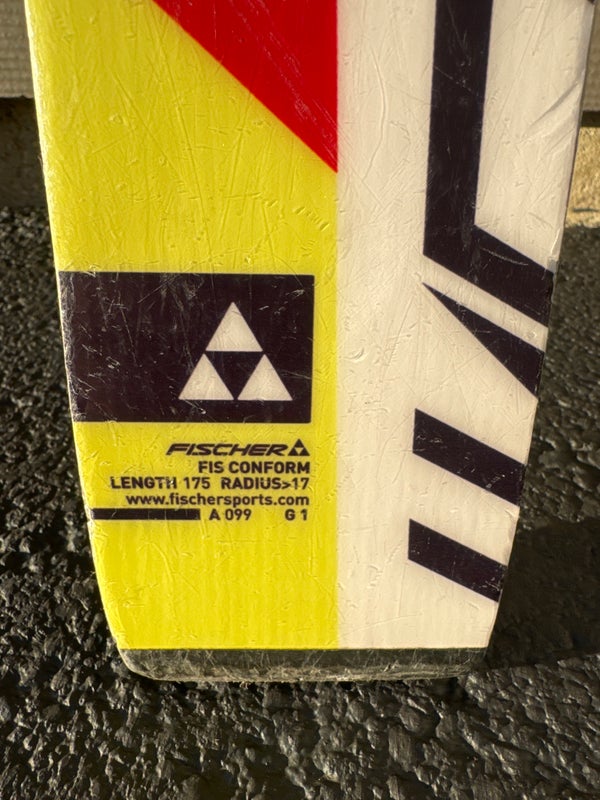 FISCHER
FIS CONFORM
LENGTH 175 RADIUS>17
www.fischersports.com
A 099 G 1